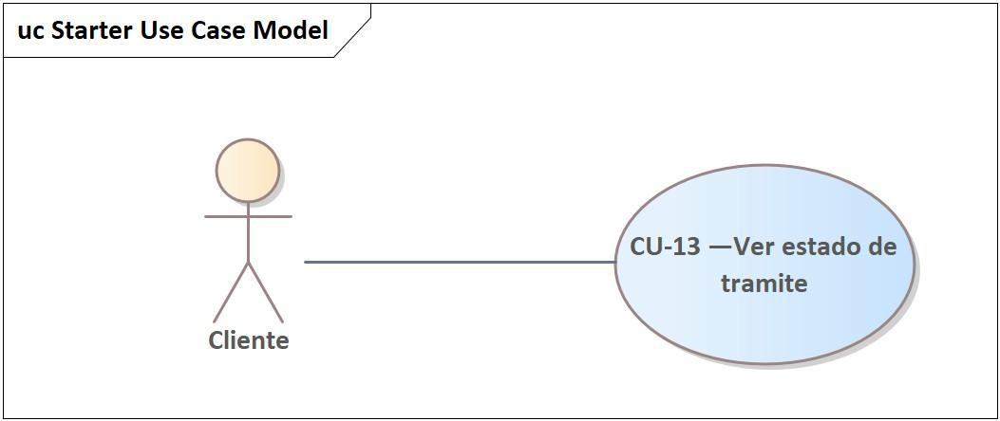 uc Starter Use Case Model
Cliente
CU-13 —Ver estado de
tramite